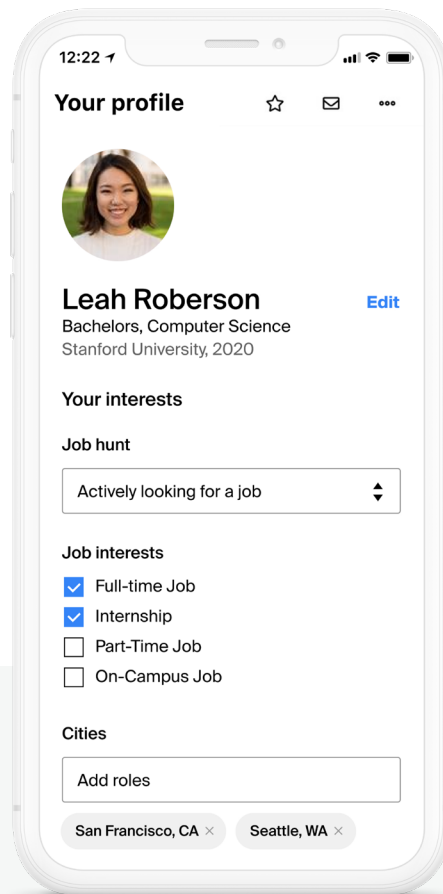 12:22
Your profile
Leah Roberson
Edit
Bachelors, Computer Science
Stanford University, 2020
Your interests
Job hunt
Actively looking for a job
Job interests
Full-time Job
Internship
Part-Time Job
On-Campus Job
Cities
Add roles
San Francisco, CA ×
Seattle, WA ×